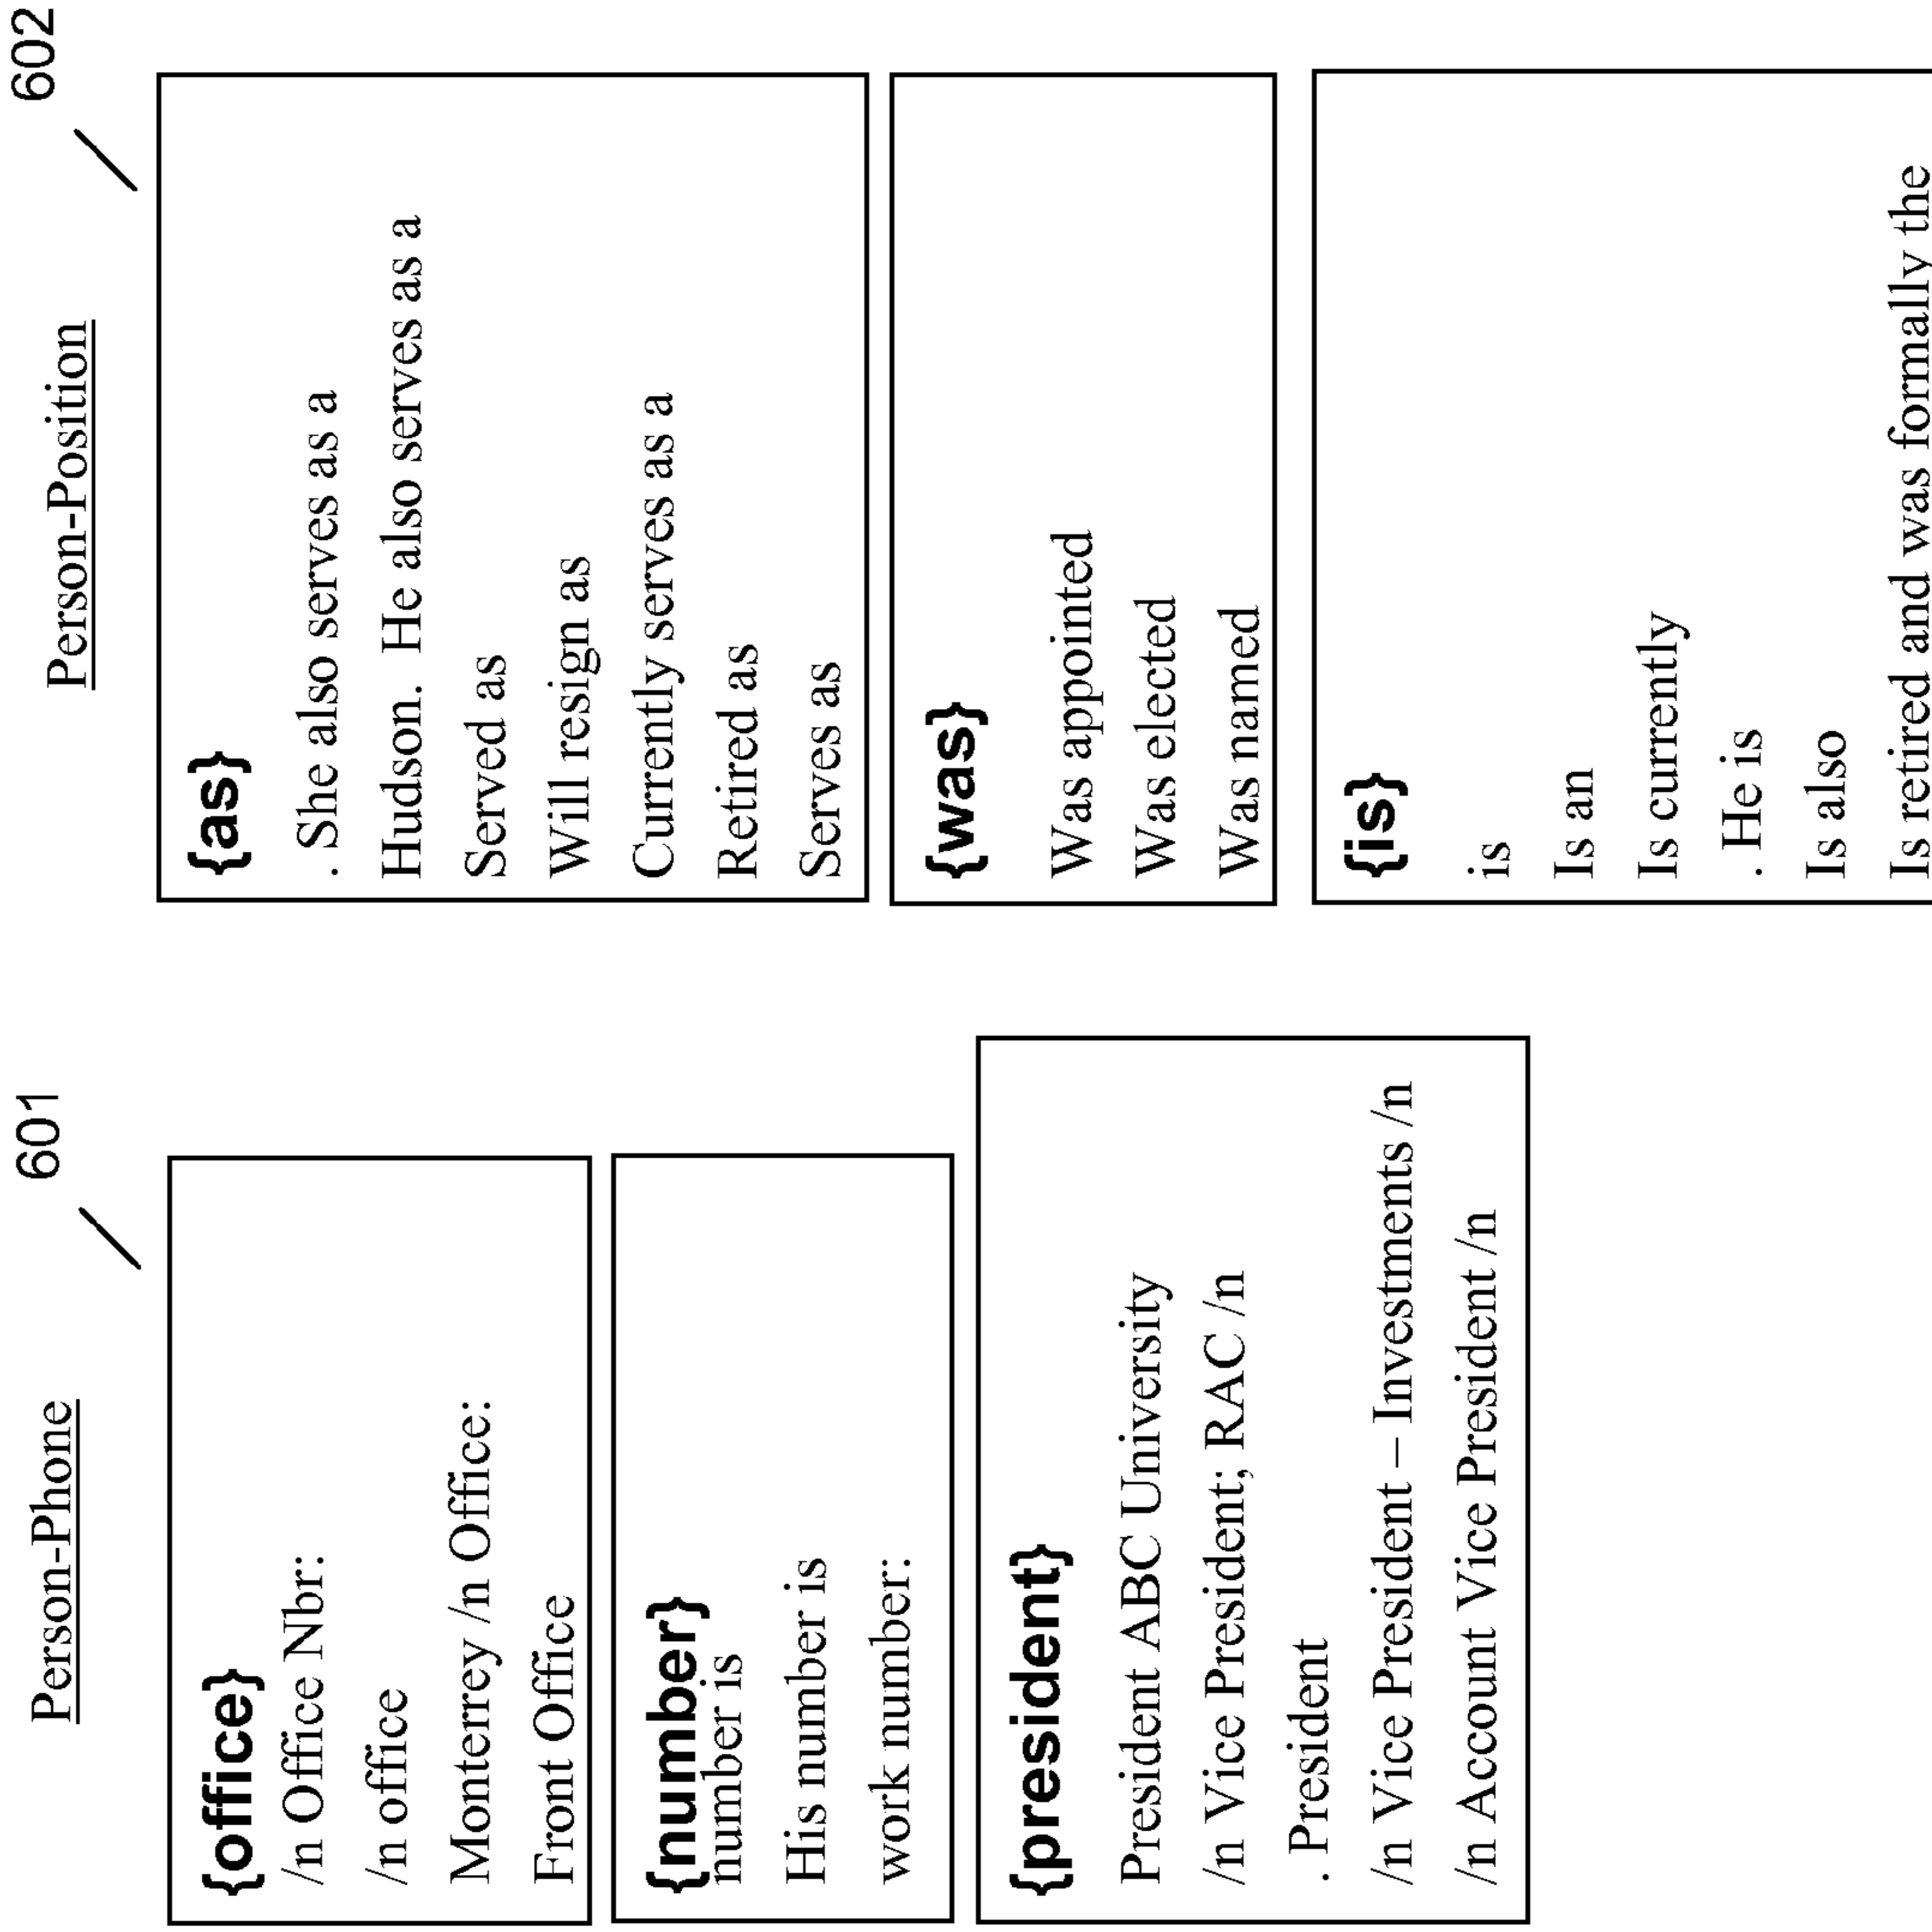 Person-Phone
601
{office}
/n Office Nbr:
/n office
Monterrey /n Office:
Front Office
{number}
number is
His number is
work number:
{president}
President ABC University
/n Vice President; RAC /n
. President
/n Vice President – Investments /n
/n Account Vice President /n
Person-Position
602
{as}
. She also serves as a
Hudson.  He also serves as a
Served as
Will resign as
Currently serves as a
Retired as
Serves as
{was}
Was appointed
Was elected
Was named
{is}
is
Is an
Is currently
. He is
Is also
Is retired and was formally the